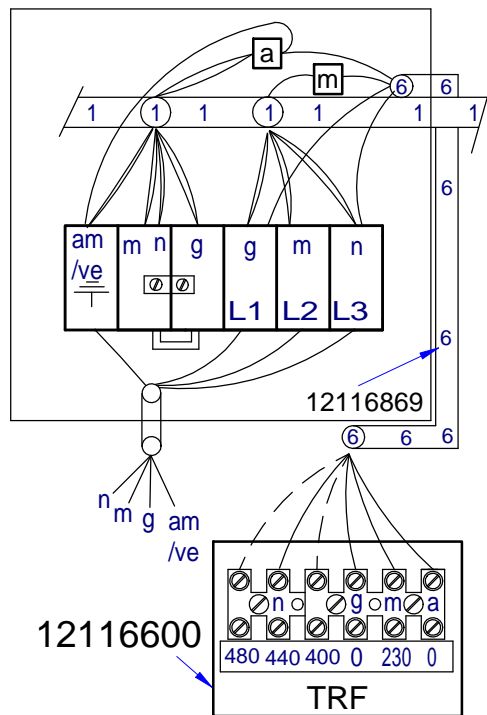 a
m
6
1 1 1 1 1 1 1
6
am
/ve
m n g g m n
L1 L2 L3
6
12116869
6 6 6
n m g am
/ve
n g m a
12116600
480 440 400 0 230 0
TRF